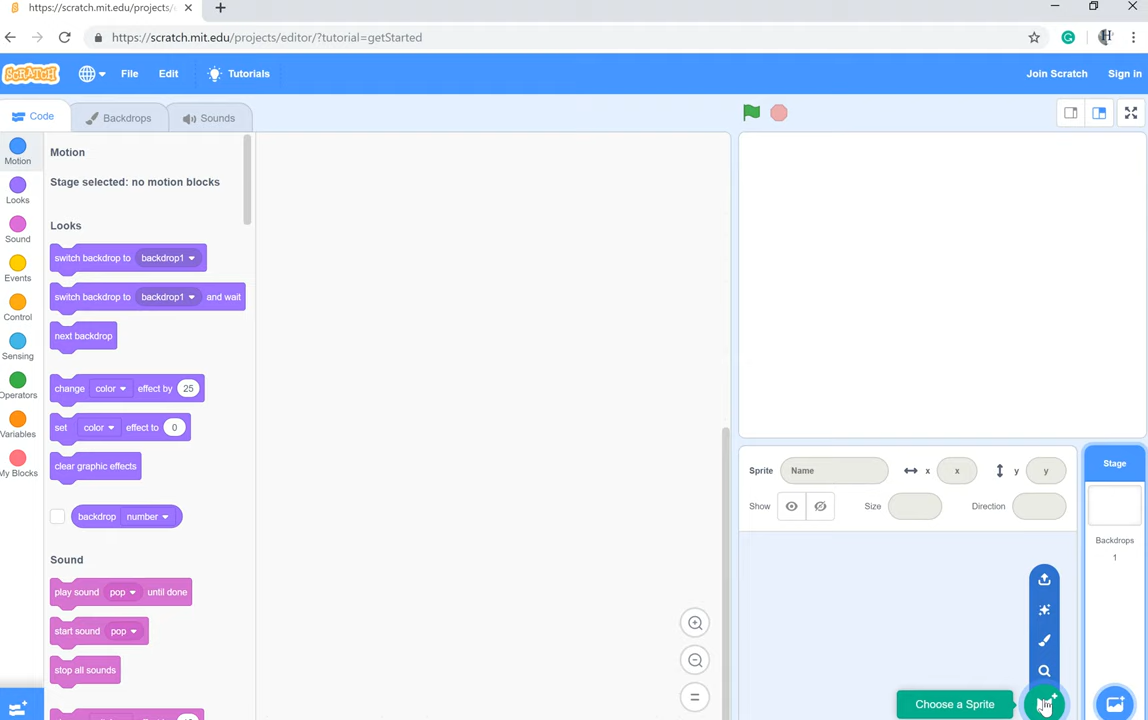 https://scratch.mit.edu/projects/e
https://scratch.mit.edu/projects/editor/?tutorial=getStarted
SCRATCH File Edit Tutorials Join Scratch Sign in
Code Backdrops Sounds
Motion
Looks
Sound
Events
Control
Sensing
Operators
Variables
My Blocks
Motion
Stage selected: no motion blocks
Looks
switch backdrop to backdrop1
switch backdrop to backdrop1 and wait
next backdrop
change color effect by 25
set color effect to 0
clear graphic effects
backdrop number
Sound
play sound pop until done
start sound pop
stop all sounds
Sprite Name x x y y
Show Size Direction
Stage
Backdrops
1
Choose a Sprite